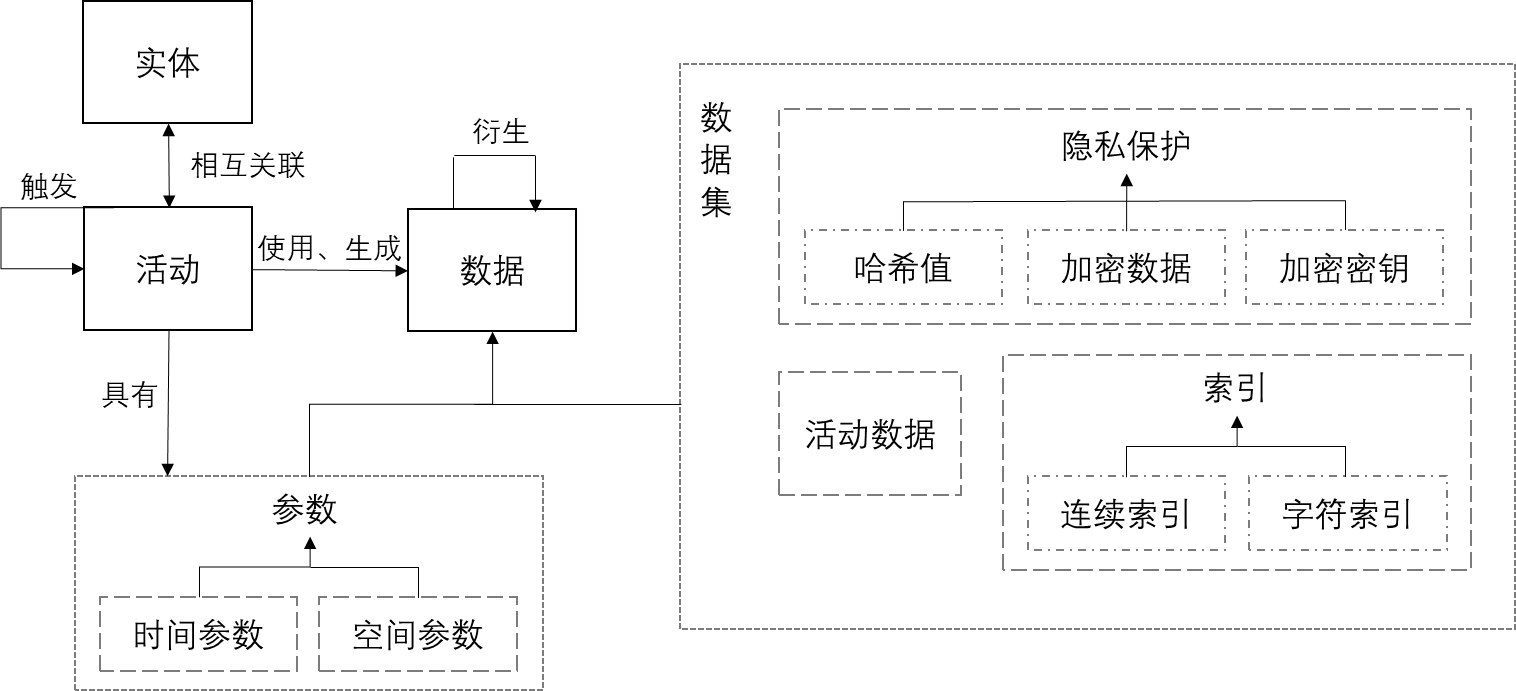 实体
相互关联
触发
活动
使用、生成
衍生
数据
具有
参数
时间参数
空间参数
数据集
隐私保护
哈希值
加密数据
加密密钥
活动数据
索引
连续索引
字符索引